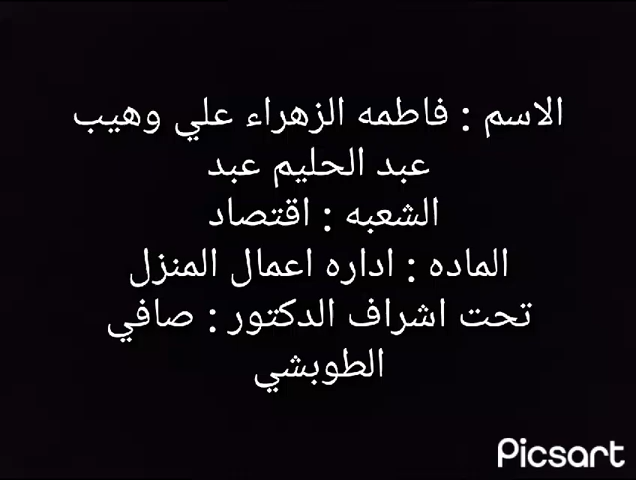 الاسم : فاطمه الزهراء علي وهيب
عبد الحليم عبد
الشعبه : اقتصاد
الماده : اداره اعمال المنزل
تحت اشراف الدكتور : صافي
الطوبشي
Picsart